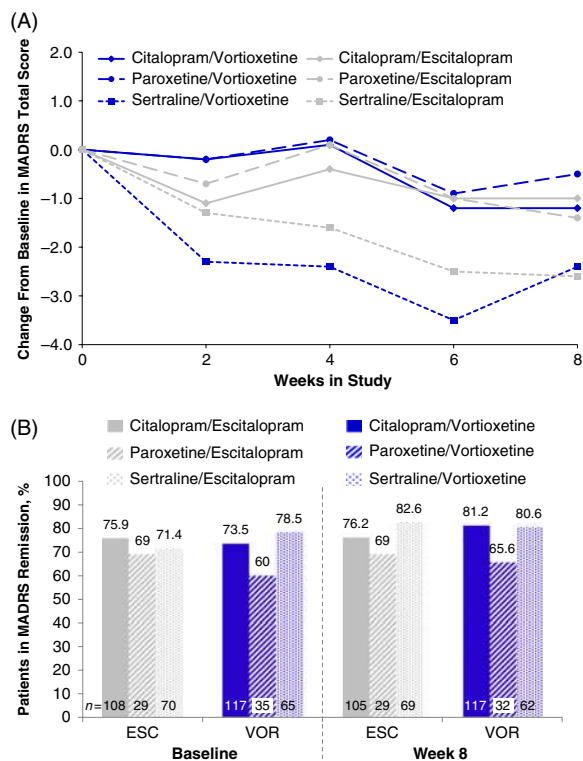 (A)
Change From Baseline in MADRS Total Score
2.0
1.0
0.0
–1.0
–2.0
–3.0
–4.0
Citalopram/Vortioxetine Citalopram/Escitalopram
Paroxetine/Vortioxetine Paroxetine/Escitalopram
Sertraline/Vortioxetine Sertraline/Escitalopram
0 2 4 6 8
Weeks in Study
(B)
Citalopram/Escitalopram Citalopram/Vortioxetine
Paroxetine/Escitalopram Paroxetine/Vortioxetine
Sertraline/Escitalopram Sertraline/Vortioxetine
Patients in MADRS Remission, %
100
90
80
70
60
50
40
30
20
10
0
75.9 69 71.4 73.5 60 78.5 76.2 69 82.6 81.2 65.6 80.6
n=108 29 70 117 35 65 105 29 69 117 32 62
ESC VOR ESC VOR
Baseline Week 8